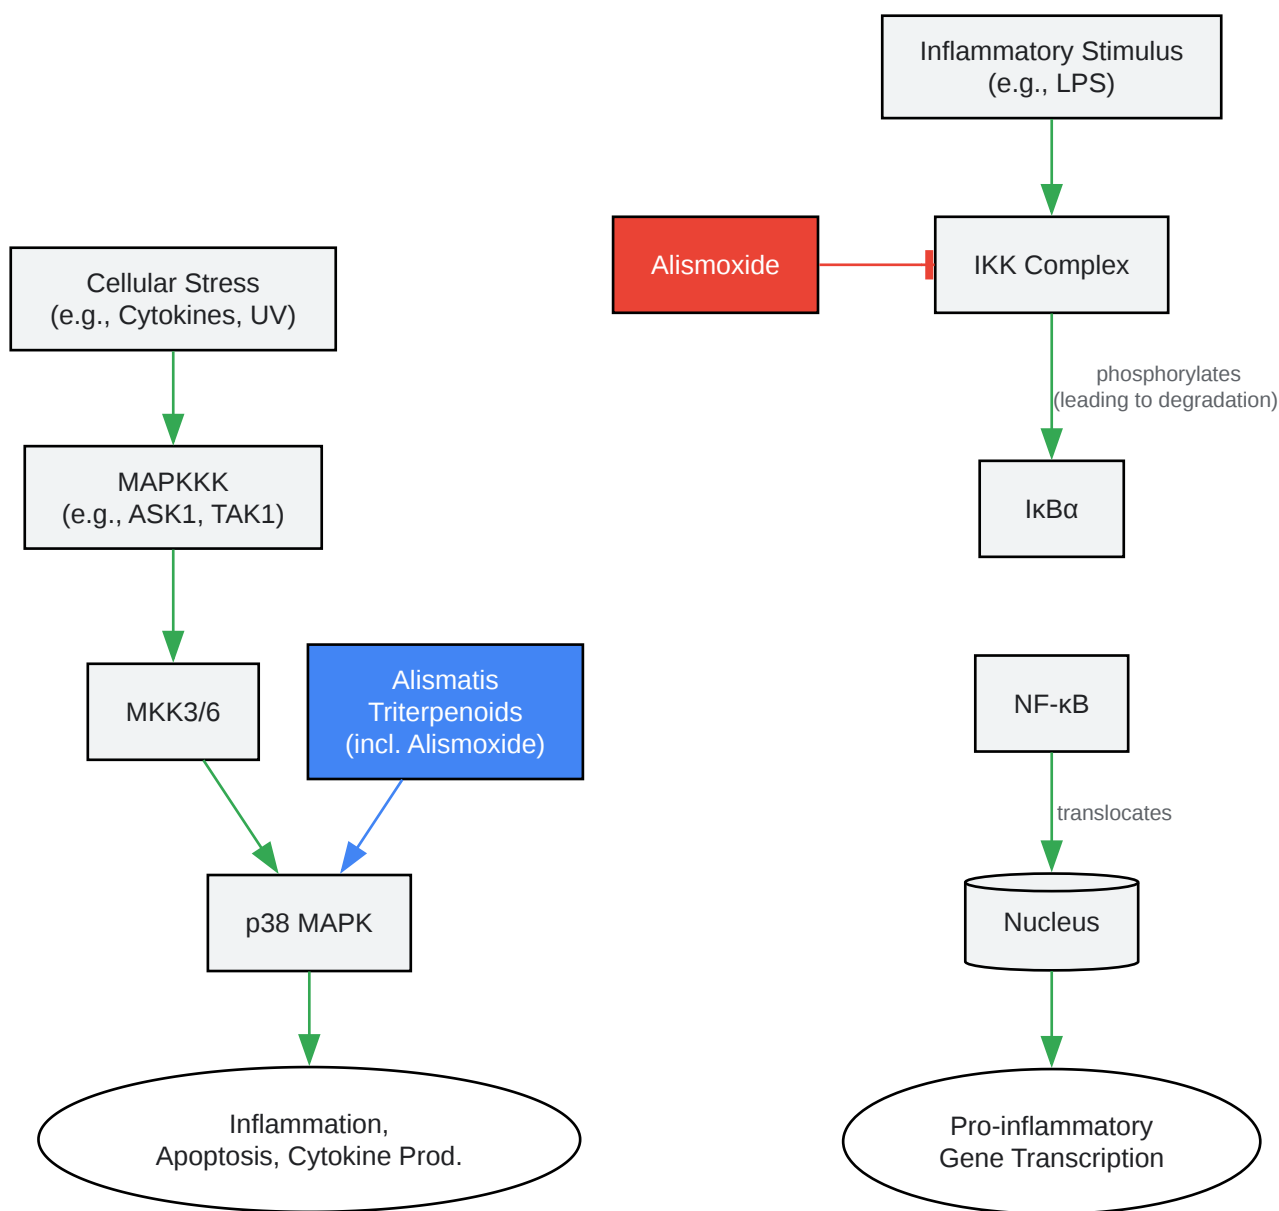 Inflammatory Stimulus
(e.g., LPS)
Alismoxide
IKK Complex
Cellular Stress
(e.g., Cytokines, UV)
phosphorylates
(leading to degradation)
MAPKKK
(e.g., ASK1, TAK1)
IκBα
MKK3/6
Alismatis
Triterpenoids
(incl. Alismoxide)
NF-κB
translocates
p38 MAPK
Nucleus
Inflammation,
Apoptosis, Cytokine Prod.
Pro-inflammatory
Gene Transcription